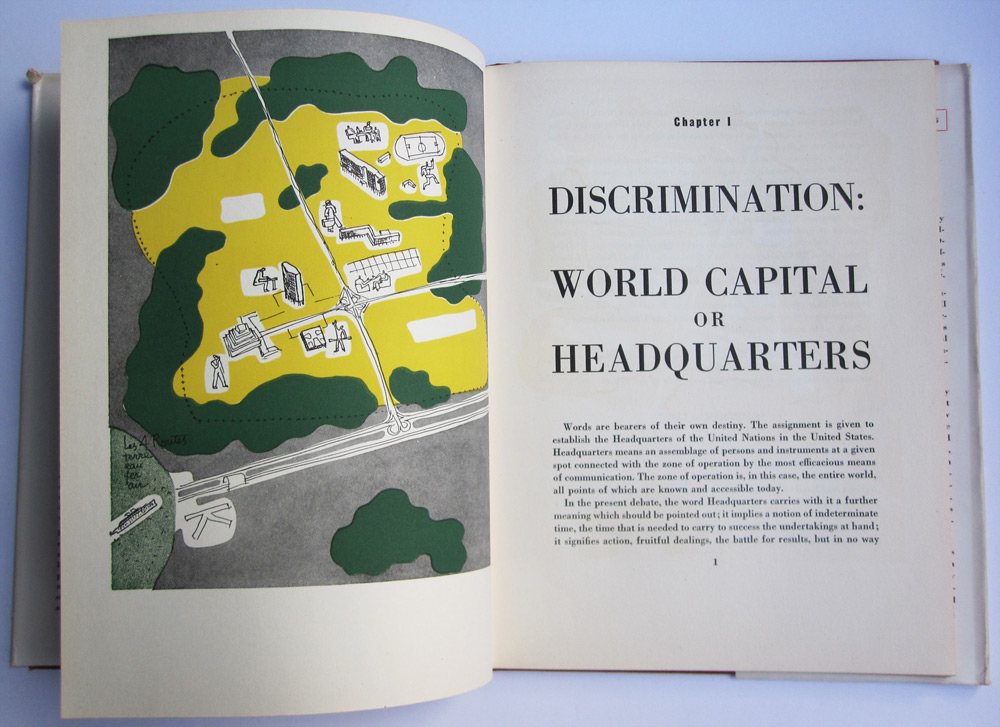 Les 4 Routes
terre
eau
fer
air
Chapter I
DISCRIMINATION:
WORLD CAPITAL
OR
HEADQUARTERS
Words are bearers of their own destiny. The assignment is given to
establish the Headquarters of the United Nations in the United States.
Headquarters means an assemblage of persons and instruments at a given
spot connected with the zone of operation by the most efficacious means
of communication. The zone of operation is, in this case, the entire world,
all points of which are known and accessible today.
In the present debate, the word Headquarters carries with it a further
meaning which should be pointed out; it implies a notion of indeterminate
time, the time that is needed to carry to success the undertakings at hand;
it signifies action, fruitful dealings, the battle for results, but in no way
1